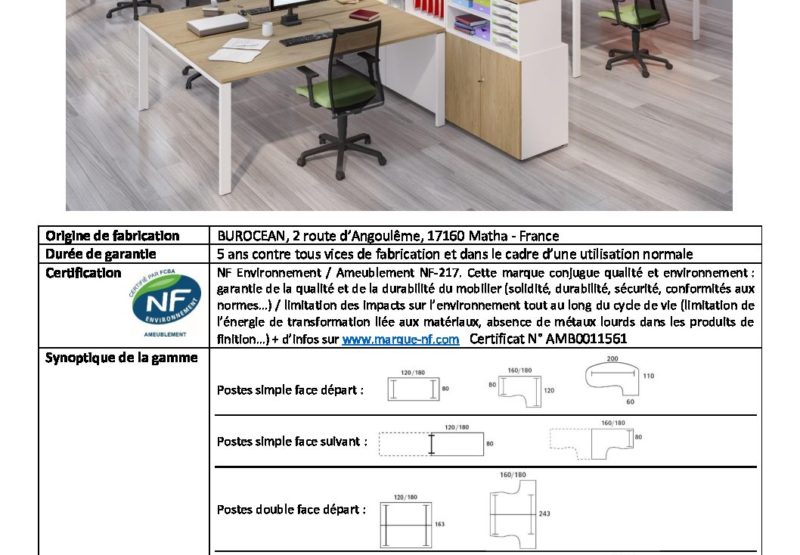 Origine de fabrication BUROCEAN, 2 route d'Angoulême, 17160 Matha - France
Durée de garantie 5 ans contre tous vices de fabrication et dans le cadre d'une utilisation normale
Certification NF Environnement / Ameublement NF-217. Cette marque conjugue qualité et environnement :
garantie de la qualité et de la durabilité du mobilier (solidité, durabilité, sécurité, conformités aux
normes...) / limitation des impacts sur l'environnement tout au long du cycle de vie (limitation de
l'énergie de transformation liée aux matériaux, absence de métaux lourds dans les produits de
finition...) + d'infos sur www.marque-nf.com Certificat N° AMB0011561
CERTIFIÉ PAR FCBA
NF
ENVIRONNEMENT
AMEUBLEMENT
Synoptique de la gamme
Postes simple face départ :
120/180
80
160/180
80
120
200
110
60
Postes simple face suivant :
120/180
80
160/180
80
Postes double face départ :
120/180
163
160/180
243